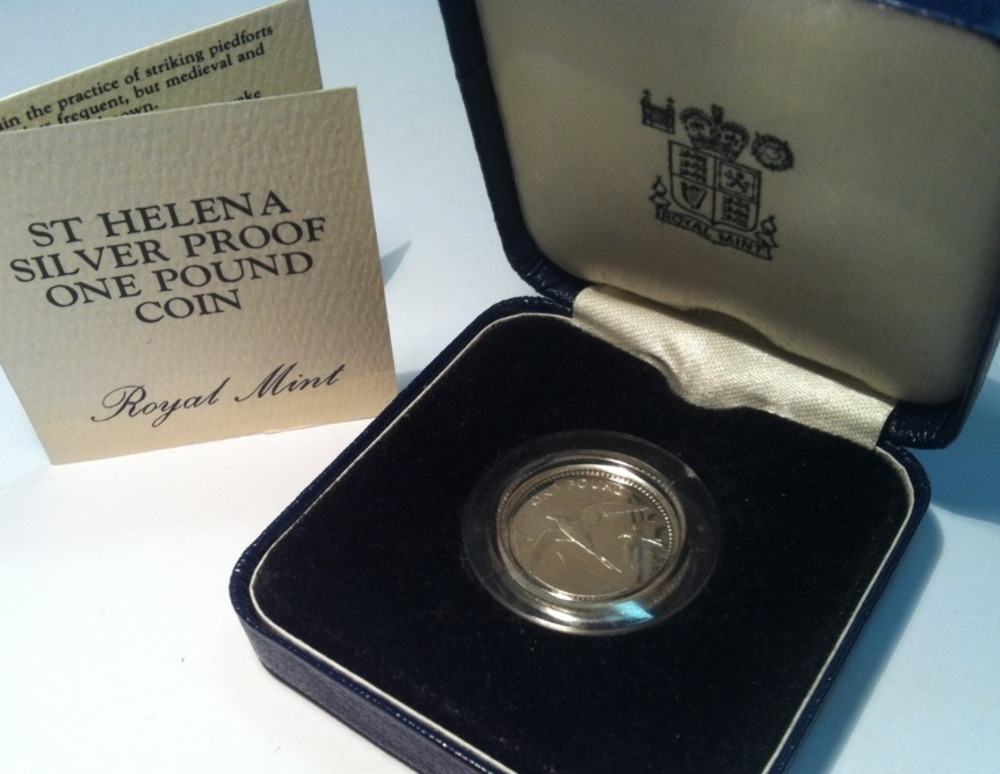 in the practice of striking piedforts
frequent, but medieval and
ST HELENA
SILVER PROOF
ONE POUND
COIN
Royal Mint
ROYAL MINT
ONE POUND